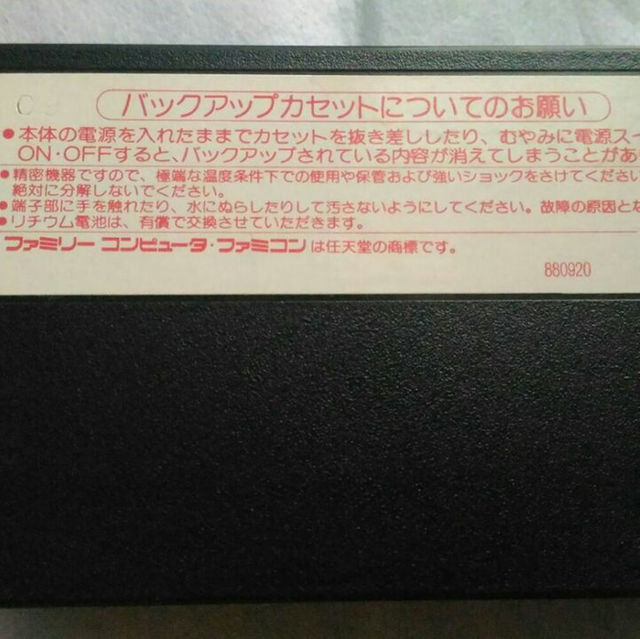 バックアップカセットについてのお願い
●本体の電源を入れたままでカセットを抜き差ししたり、むやみに電源ス
ON・OFFすると、バックアップされている内容が消えてしまうことがあ
●精密機器ですので、極端な温度条件下での使用や保管および強いショックをさけてください
絶対に分解しないでください。
●端子部に手を触れたり、水にぬらしたりして汚さないようにしてください。故障の原因とな
●リチウム電池は、有償で交換させていただきます。
ファミリー コンピュータ・ファミコンは任天堂の商標です。
880920